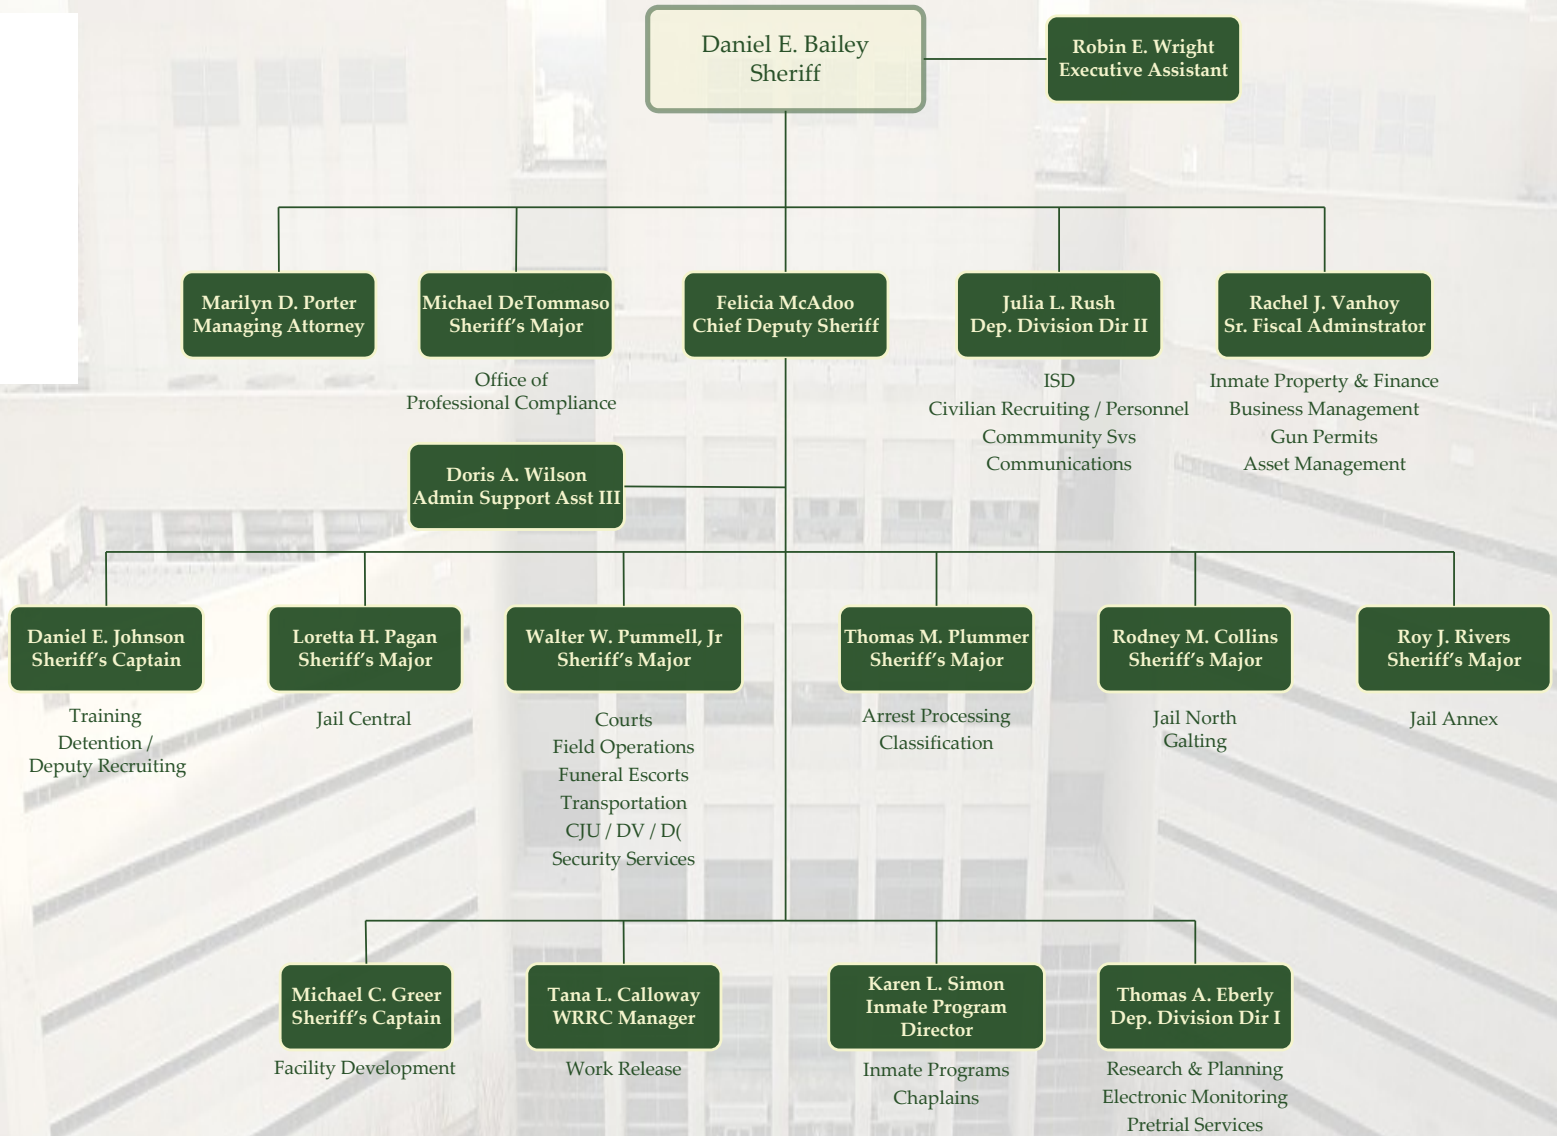 Daniel E. Bailey
Sheriff
Robin E. Wright
Executive Assistant
Marilyn D. Porter
Managing Attorney
Michael DeTommaso
Sheriff’s Major
Office of
Professional Compliance
Felicia McAdoo
Chief Deputy Sheriff
Julia L. Rush
Dep. Division Dir II
ISD
Civilian Recruiting / Personnel
Commmunity Svs
Communications
Rachel J. Vanhoy
Sr. Fiscal Adminstrator
Inmate Property & Finance
Business Management
Gun Permits
Asset Management
Doris A. Wilson
Admin Support Asst III
Daniel E. Johnson
Sheriff’s Captain
Training
Detention /
Deputy Recruiting
Loretta H. Pagan
Sheriff’s Major
Jail Central
Walter W. Pummell, Jr
Sheriff’s Major
Courts
Field Operations
Funeral Escorts
Transportation
CJU / DV / D(
Security Services
Thomas M. Plummer
Sheriff’s Major
Arrest Processing
Classification
Rodney M. Collins
Sheriff’s Major
Jail North
Galting
Roy J. Rivers
Sheriff’s Major
Jail Annex
Michael C. Greer
Sheriff’s Captain
Facility Development
Tana L. Calloway
WRRC Manager
Work Release
Karen L. Simon
Inmate Program
Director
Inmate Programs
Chaplains
Thomas A. Eberly
Dep. Division Dir I
Research & Planning
Electronic Monitoring
Pretrial Services